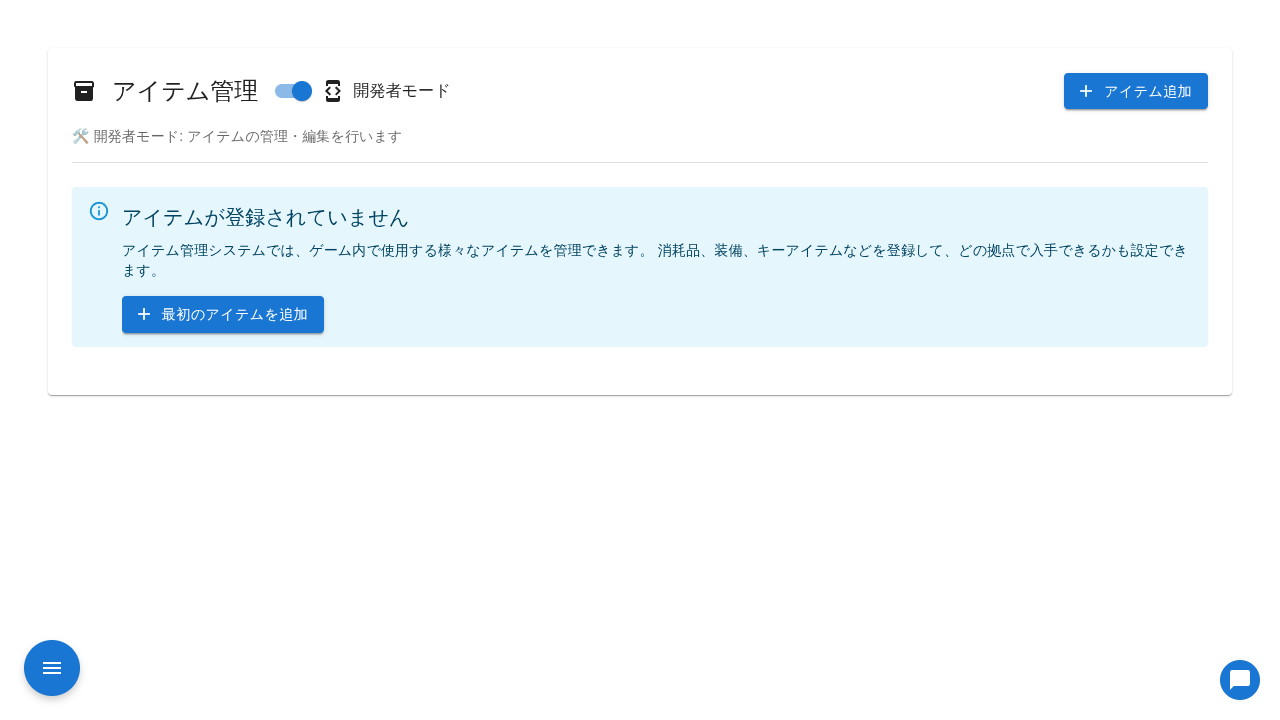 アイテム管理 開発者モード アイテム追加
🛠️ 開発者モード: アイテムの管理・編集を行います
アイテムが登録されていません
アイテム管理システムでは、ゲーム内で使用する様々なアイテムを管理できます。 消耗品、装備、キーアイテムなどを登録して、どの拠点で入手できるかも設定でき
ます。
最初のアイテムを追加